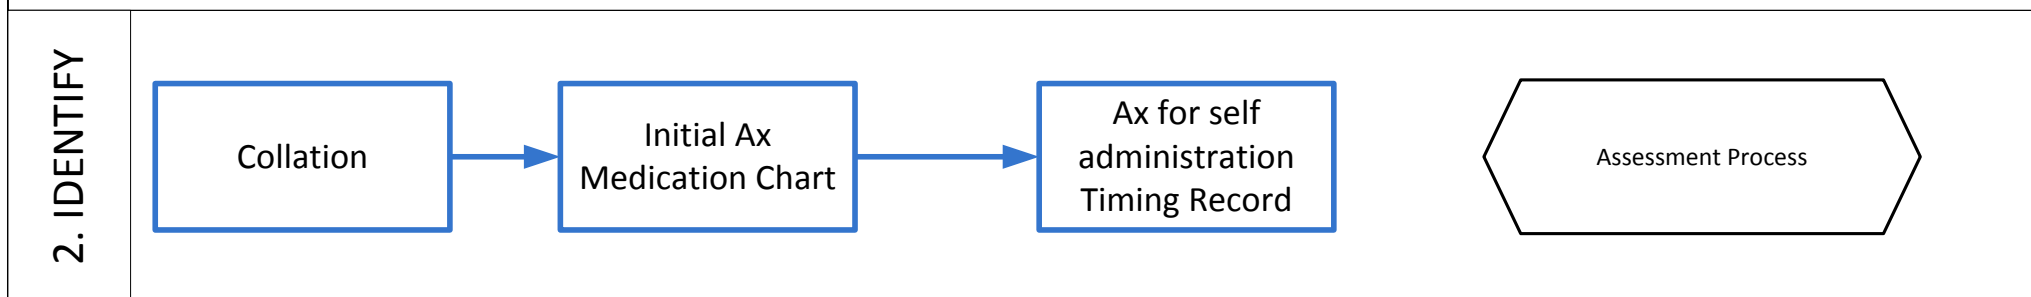 2. IDENTIFY
Collation
Initial Ax
Medication Chart
Ax for self
administration
Timing Record
Assessment Process